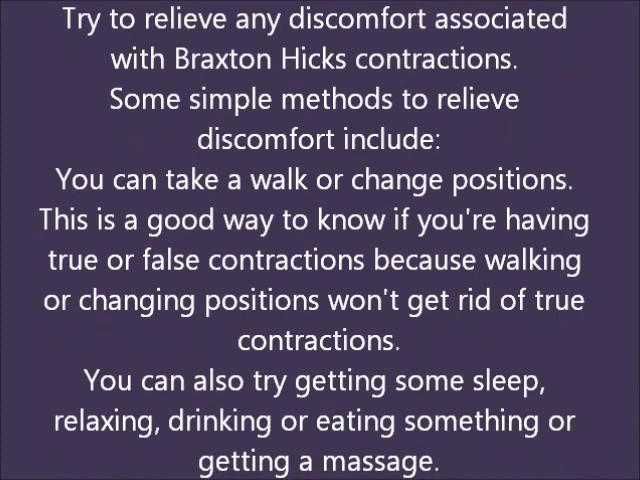 Try to relieve any discomfort associated
with Braxton Hicks contractions.
Some simple methods to relieve
discomfort include:
You can take a walk or change positions.
This is a good way to know if you're having
true or false contractions because walking
or changing positions won't get rid of true
contractions.
You can also try getting some sleep,
relaxing, drinking or eating something or
getting a massage.